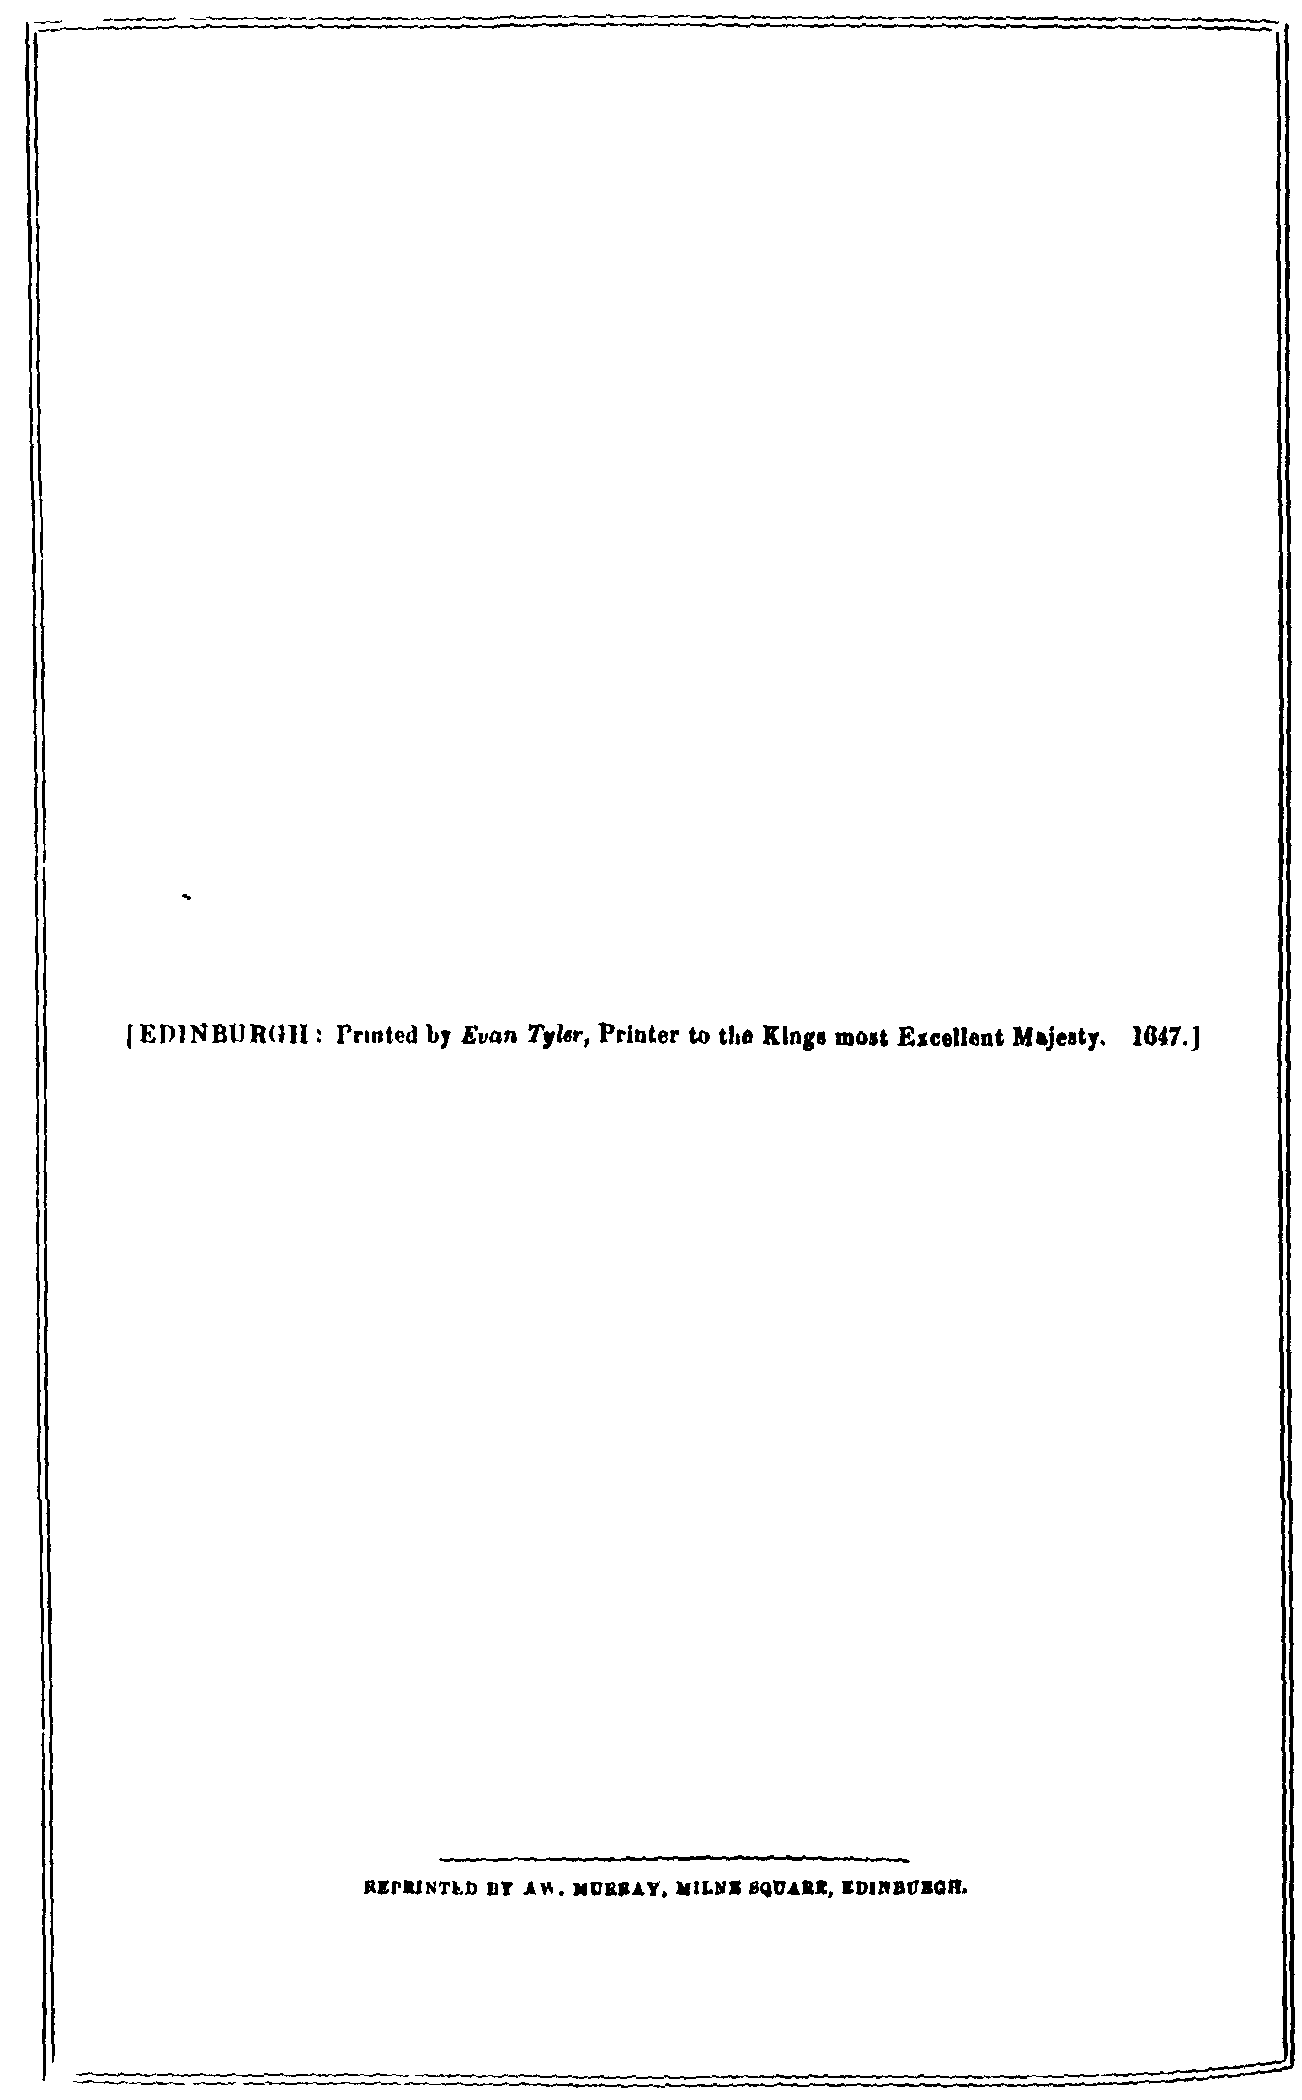 [EDINBURGH: Printed by Evan Tyler, Printer to the Kings most Excellent Majesty. 1647.]
REPRINTED BY AW. MURRAY, MILNE SQUARE, EDINBURGH.